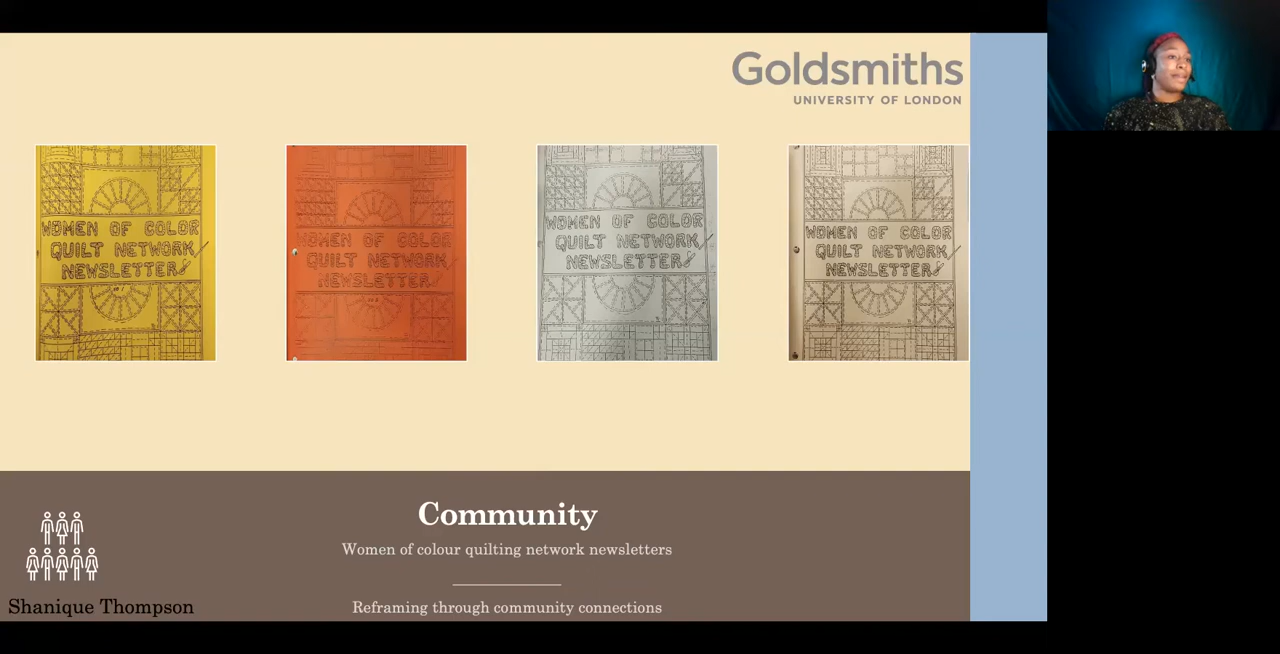 Goldsmiths
UNIVERSITY OF LONDON
WOMEN OF COLOR
QUILT NETWORK
NEWSLETTER
WOMEN OF COLOR
QUILT NETWORK
NEWSLETTER
WOMEN OF COLOR
QUILT NETWORK
NEWSLETTER
WOMEN OF COLOR
QUILT NETWORK
NEWSLETTER
Community
Women of colour quilting network newsletters
Reframing through community connections
Shanique Thompson